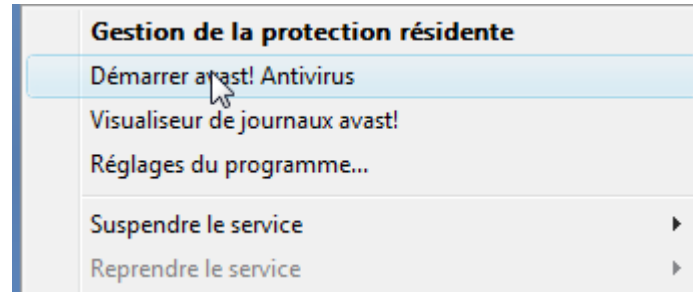 Gestion de la protection résidente
Démarrer avast! Antivirus
Visualiseur de journaux avast!
Réglages du programme...
Suspendre le service
Reprendre le service